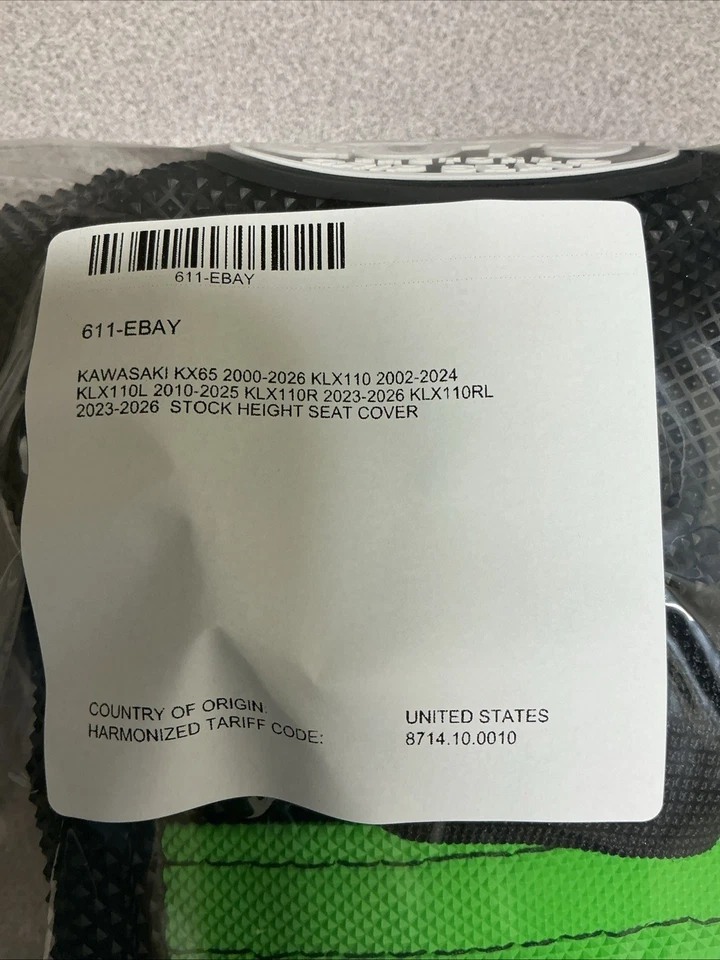 611-EBAY
611-EBAY
KAWASAKI KX65 2000-2026 KLX110 2002-2024
KLX110L 2010-2025 KLX110R 2023-2026 KLX110RL
2023-2026 STOCK HEIGHT SEAT COVER
COUNTRY OF ORIGIN: UNITED STATES
HARMONIZED TARIFF CODE: 8714.10.0010